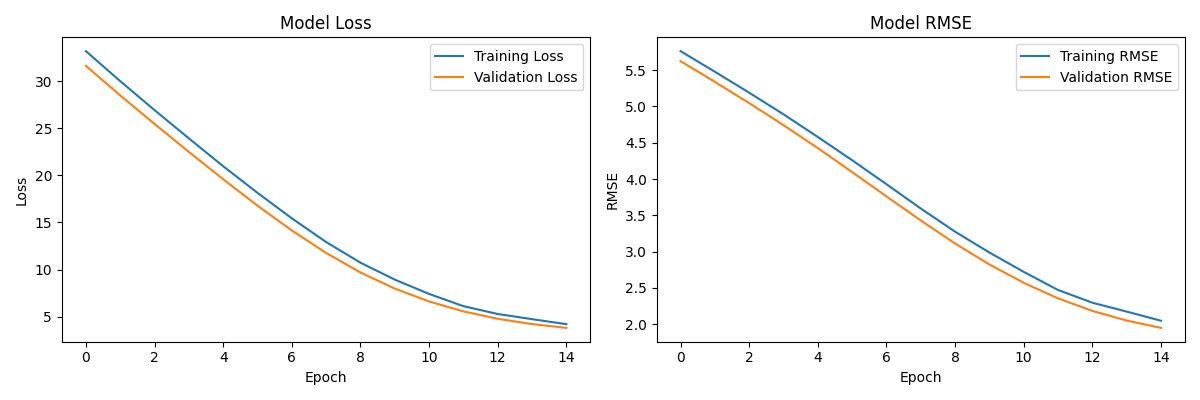 Model Loss
Training Loss
Validation Loss
30
25
20
15
10
5
Loss
0 2 4 6 8 10 12 14
Epoch
Model RMSE
Training RMSE
Validation RMSE
5.5
5.0
4.5
4.0
3.5
3.0
2.5
2.0
RMSE
0 2 4 6 8 10 12 14
Epoch